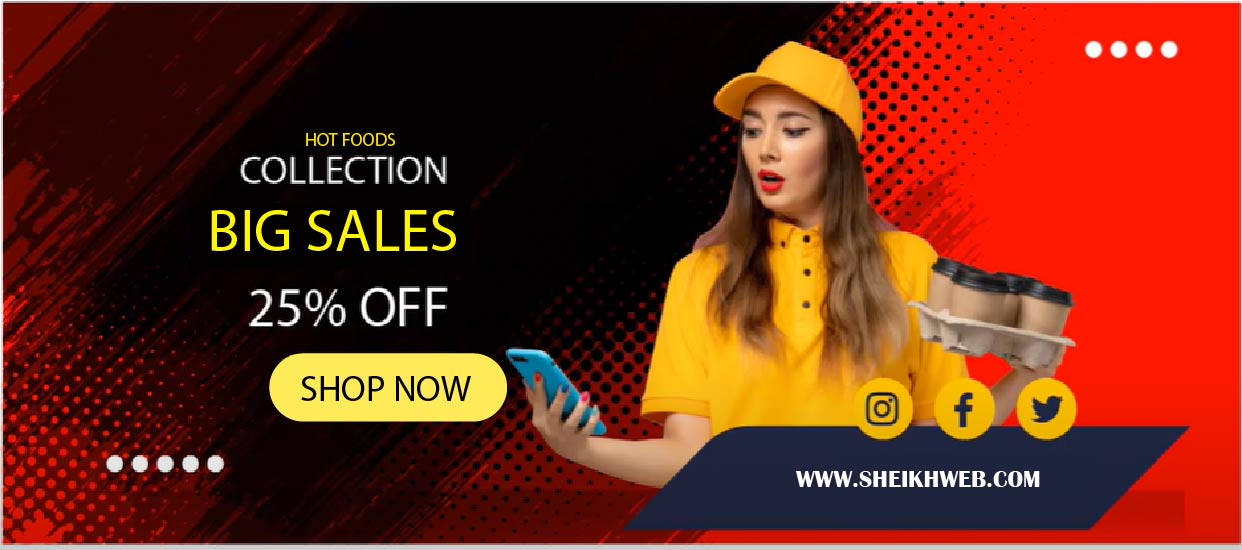 HOT FOODS
COLLECTION
BIG SALES
25% OFF
SHOP NOW
WWW.SHEIKHWEB.COM